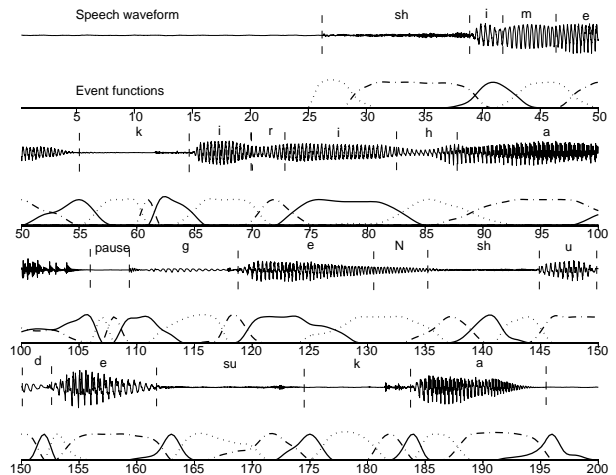 Speech waveform sh i m e
Event functions
5 10 15 20 25 30 35 40 45 50
k i r i h a
50 55 60 65 70 75 80 85 90 95 100
pause g e N sh u
100 105 110 115 120 125 130 135 140 145 150
d e su k a
150 155 160 165 170 175 180 185 190 195 200